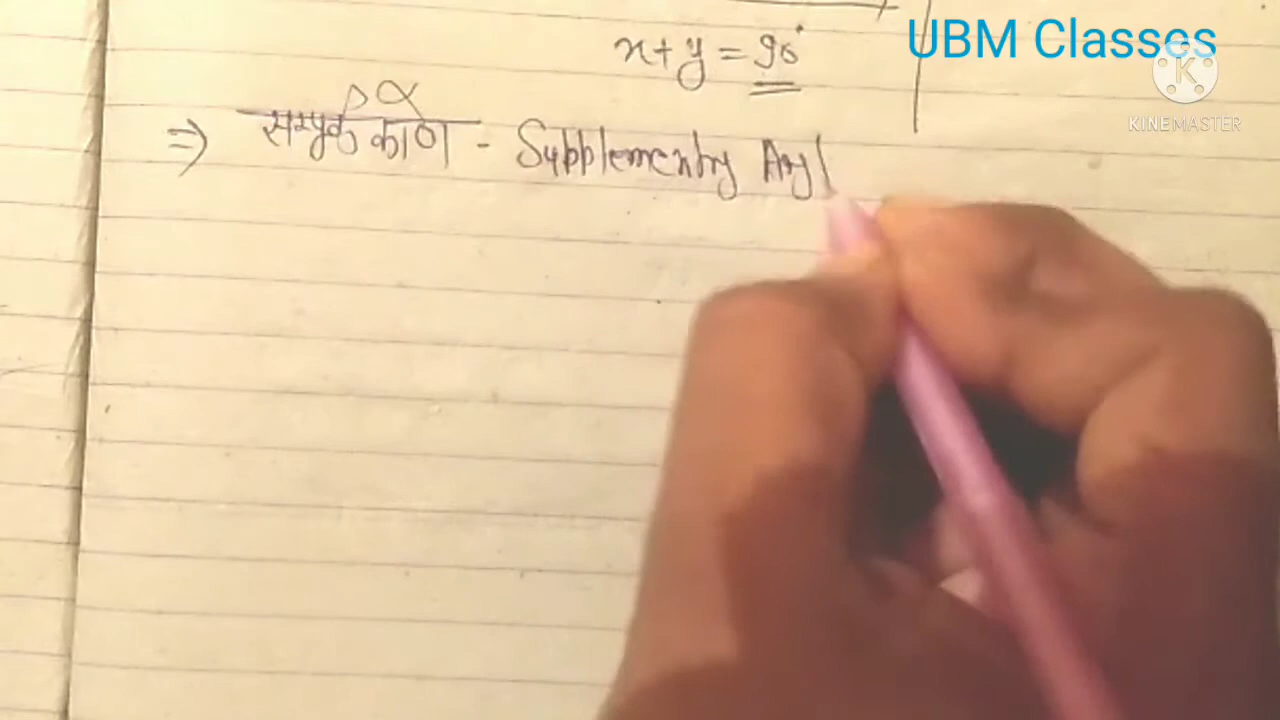 UBM Classes
x + y = 90°
K
KINEMASTER
⇒ सम्पुरक काण - Supplementry Angl